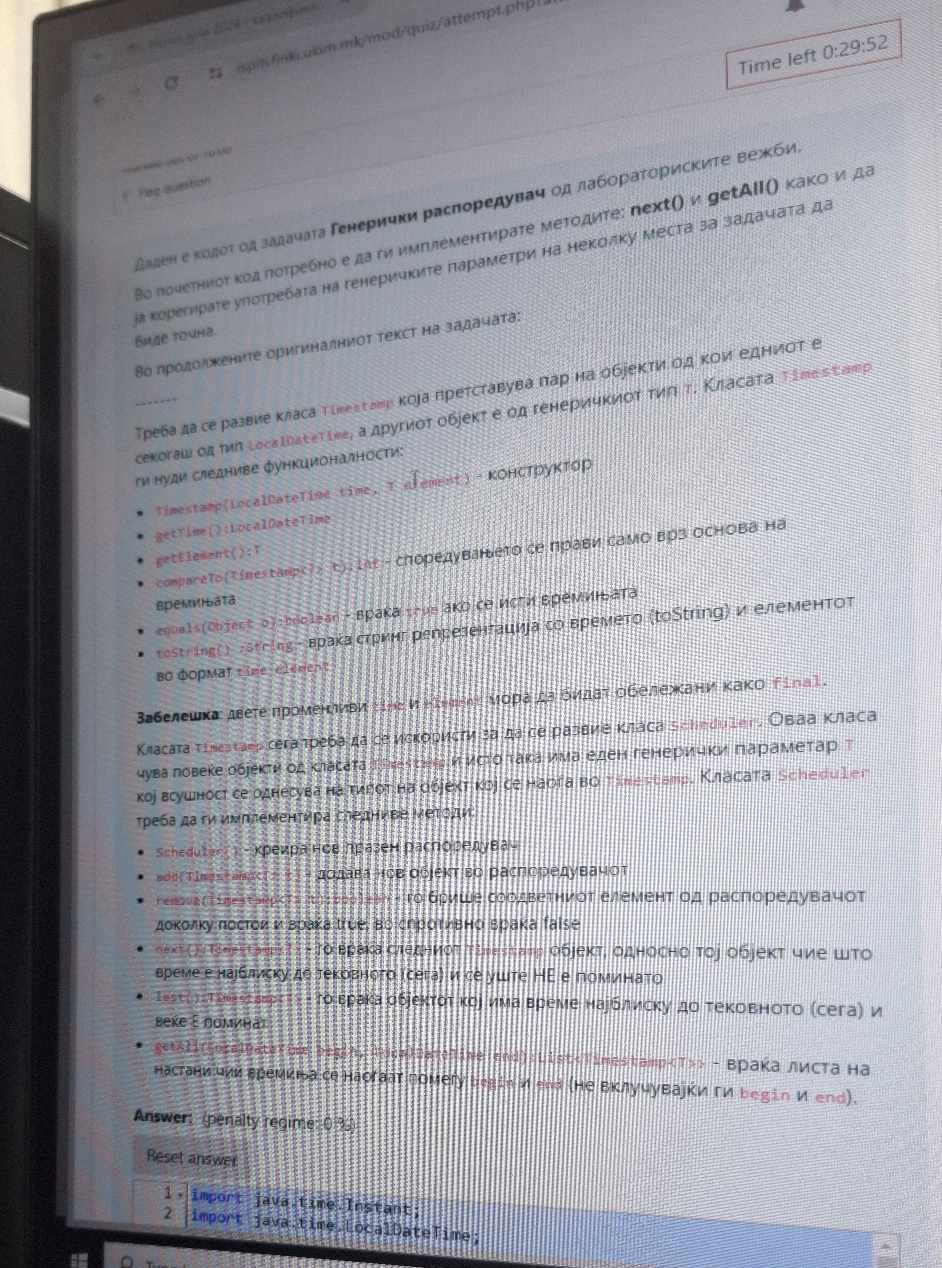 ispit.finki.ukim.mk/mod/quiz/attempt.php
Time left 0:29:52
Flag question
Даден е кодот од задачата Генерички распоредувач од лабораториските вежби.
Во почетниот код потребно е да ги имплементирате методите: next() и getAll() како и да
ја корегирате употребата на генеричките параметри на неколку места за задачата да
биде точна.
Во продолжените оригиналниот текст на задачата:
-------
Треба да се развие класа Timestamp која претставува пар на објекти од кои едниот е
секогаш од тип LocalDateTime, а другиот објект е од генеричкиот тип T. Класата Timestamp
ги нуди следниве функционалности:
Timestamp(LocalDateTime time, T element) - конструктор
getTime():LocalDateTime
getElement():T
compareTo(Timestamp<?> t):int - споредувањето се прави само врз основа на
времињата
equals(Object o):boolean - враќа true ако се исти времињата
toString():String - враќа стринг репрезентација со времето (toString) и елементот
во формат time element
Забелешка: двете променливи time и element мора да бидат обележани како final.
Класата Timestamp сега треба да се искористи за да се развие класа Scheduler. Оваа класа
чува повеќе објекти од класата Timestamp и исто така има еден генерички параметар T
кој всушност се однесува на типот на објект кој се наоѓа во Timestamp. Класата Scheduler
треба да ги имплементира следниве методи:
Scheduler() - креира нов празен распоредувач
add(Timestamp<T> t) - додава нов објект во распоредувачот
remove(Timestamp<T> t):boolean - го брише соодветниот елемент од распоредувачот
доколку постои и враќа true, во спротивно враќа false
next():Timestamp<T> - го враќа следниот Timestamp објект, односно тој објект чие што
време е најблиску до тековното (сега) и сѐ уште НЕ е поминато
last():Timestamp<T> - го враќа објектот кој има време најблиску до тековното (сега) и
веќе Е поминат
getAll(LocalDateTime begin, LocalDateTime end):List<Timestamp<T>> - враќа листа на
настани чии времиња се наоѓаат помеѓу begin и end (не вклучувајќи ги begin и end).
Answer: (penalty regime: 0 %)
Reset answer
1 import java.time.Instant;
2 import java.time.LocalDateTime;